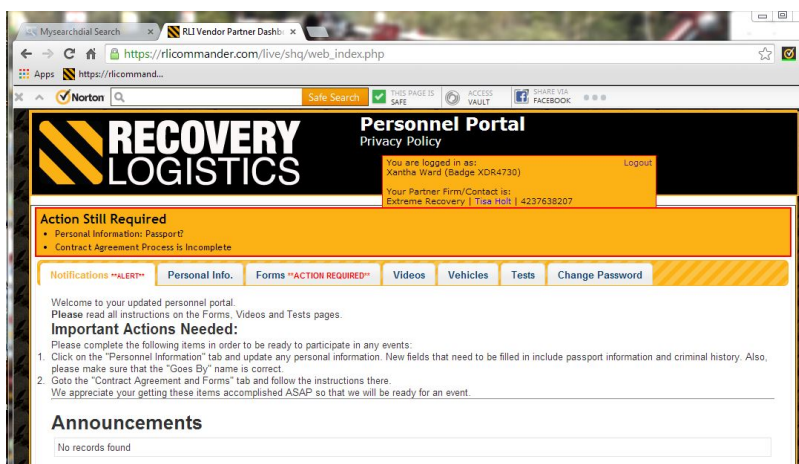 Mysearchdial Search
RLI Vendor Partner Dashb
https://rlicommander.com/live/shq/web_index.php
Apps https://rlicommand...
Norton Safe Search THIS PAGE IS SAFE ACCESS VAULT SHARE VIA FACEBOOK
RECOVERY
LOGISTICS
Personnel Portal
Privacy Policy
You are logged in as: Logout
Xantha Ward (Badge XDR4730)
Your Partner Firm/Contact is:
Extreme Recovery | Tisa Holt | 4237638207
Action Still Required
• Personal Information: Passport?
• Contract Agreement Process is Incomplete
Notifications **ALERT** Personal Info. Forms **ACTION REQUIRED** Videos Vehicles Tests Change Password
Welcome to your updated personnel portal.
Please read all instructions on the Forms, Videos and Tests pages.
Important Actions Needed:
Please complete the following items in order to be ready to participate in any events:
1. Click on the "Personnel Information" tab and update any personal information. New fields that need to be filled in include passport information and criminal history. Also,
please make sure that the "Goes By" name is correct.
2. Goto the "Contract Agreement and Forms" tab and follow the instructions there.
We appreciate your getting these items accomplished ASAP so that we will be ready for an event.
Announcements
No records found